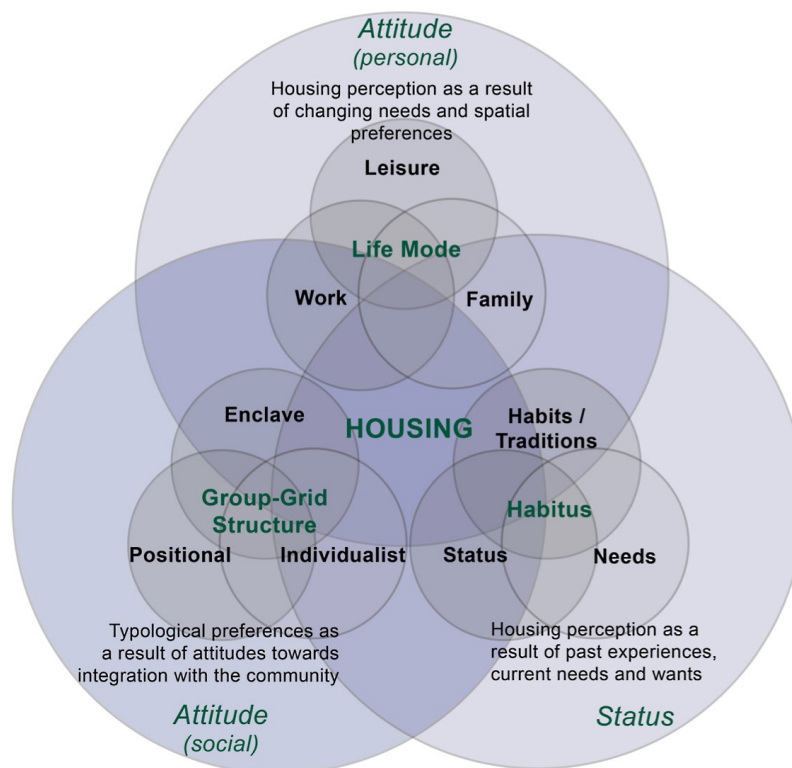 Attitude
(personal)
Housing perception as a result
of changing needs and spatial
preferences
Leisure
Life Mode
Work
Family
Enclave
HOUSING
Habits /
Traditions
Group-Grid
Structure
Habitus
Positional
Individualist
Status
Needs
Typological preferences as
a result of attitudes towards
integration with the community
Housing perception as a
result of past experiences,
current needs and wants
Attitude
(social)
Status